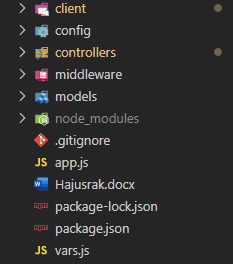 client
config
controllers
middleware
models
node_modules
.gitignore
JS app.js
Hajusrak.docx
package-lock.json
package.json
JS vars.js